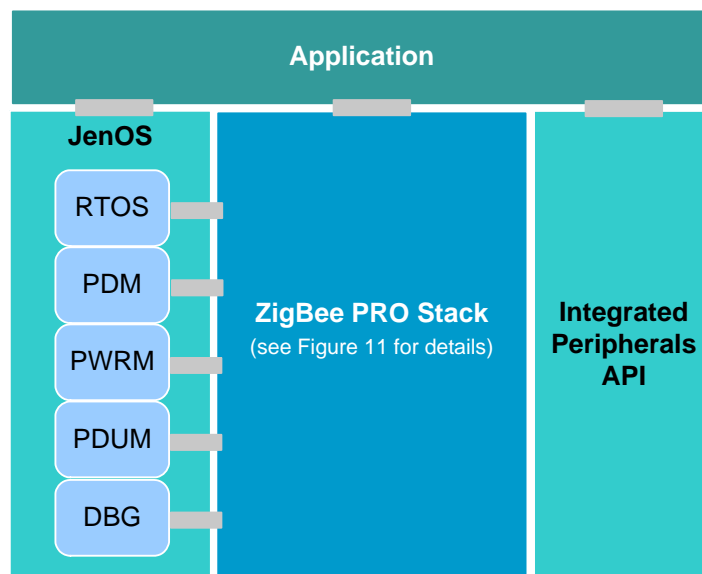 Application
JenOS
RTOS
PDM
PWRM
PDUM
DBG
ZigBee PRO Stack
(see Figure 11 for details)
Integrated
Peripherals
API